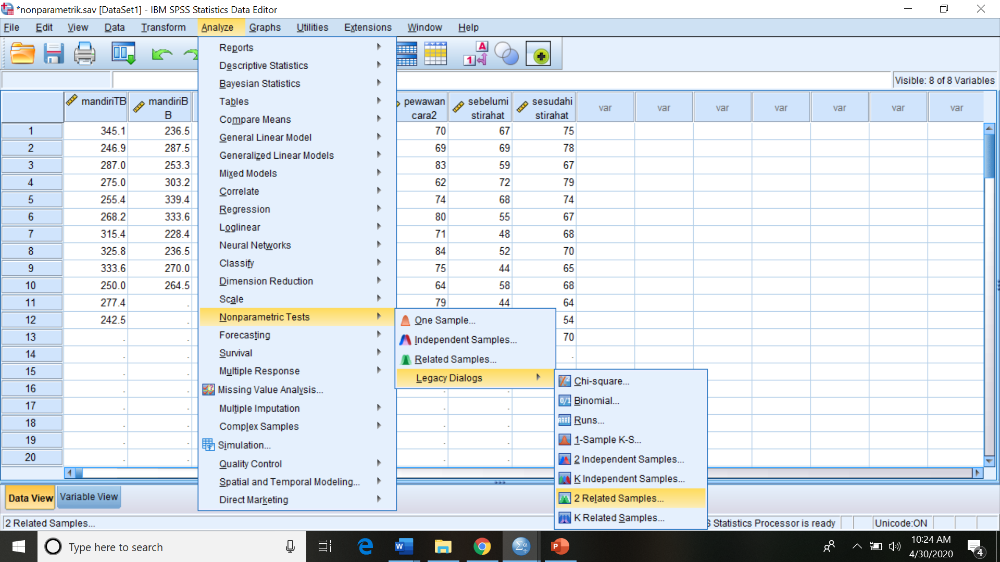 *nonparametrik.sav [DataSet1] - IBM SPSS Statistics Data Editor
File Edit View Data Transform Analyze Graphs Utilities Extensions Window Help
Visible: 8 of 8 Variables
mandiriTB mandiriB B pewawan cara2 sebelumi stirahat sesudahi stirahat var var var var var var var
1 345.1 236.5 70 67 75
2 246.9 287.5 69 69 78
3 287.0 253.3 83 59 67
4 275.0 303.2 62 72 79
5 255.4 339.4 74 68 74
6 268.2 333.6 80 55 67
7 315.4 228.4 71 48 68
8 325.8 236.5 84 52 70
9 333.6 270.0 75 44 65
10 250.0 264.5 64 58 68
11 277.4 . 79 44 64
12 242.5 . 54
13 . . 70
14 . . .
15 . .
16 . . . .
17 . . . .
18 . . . .
19 . . . .
20 . . . .
Reports
Descriptive Statistics
Bayesian Statistics
Tables
Compare Means
General Linear Model
Generalized Linear Models
Mixed Models
Correlate
Regression
Loglinear
Neural Networks
Classify
Dimension Reduction
Scale
Nonparametric Tests
Forecasting
Survival
Multiple Response
Missing Value Analysis...
Multiple Imputation
Complex Samples
Simulation...
Quality Control
Spatial and Temporal Modeling...
Direct Marketing
One Sample...
Independent Samples...
Related Samples...
Legacy Dialogs
Chi-square...
Binomial...
Runs...
1-Sample K-S...
2 Independent Samples...
K Independent Samples...
2 Related Samples...
K Related Samples...
Data View Variable View
2 Related Samples... Statistics Processor is ready Unicode:ON
Type here to search
10:24 AM
4/30/2020
4